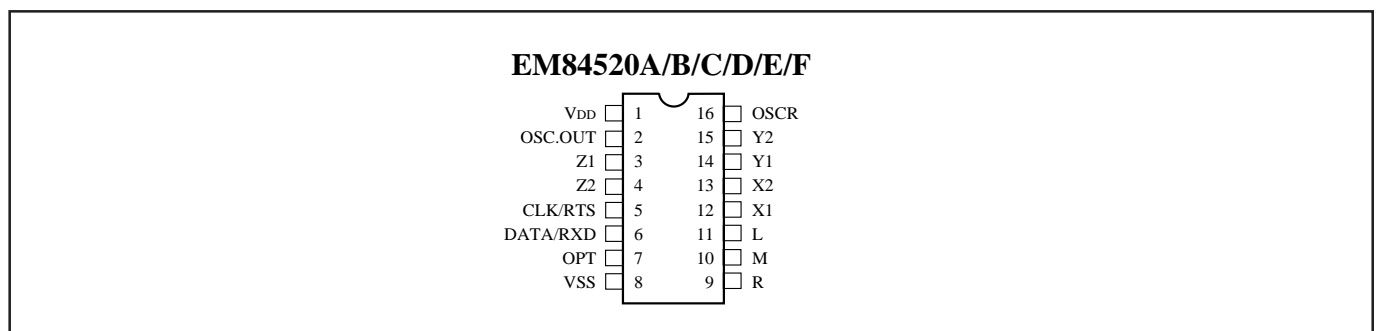 EM84520A/B/C/D/E/F
VDD 1 16 OSCR
OSC.OUT 2 15 Y2
Z1 3 14 Y1
Z2 4 13 X2
CLK/RTS 5 12 X1
DATA/RXD 6 11 L
OPT 7 10 M
VSS 8 9 R